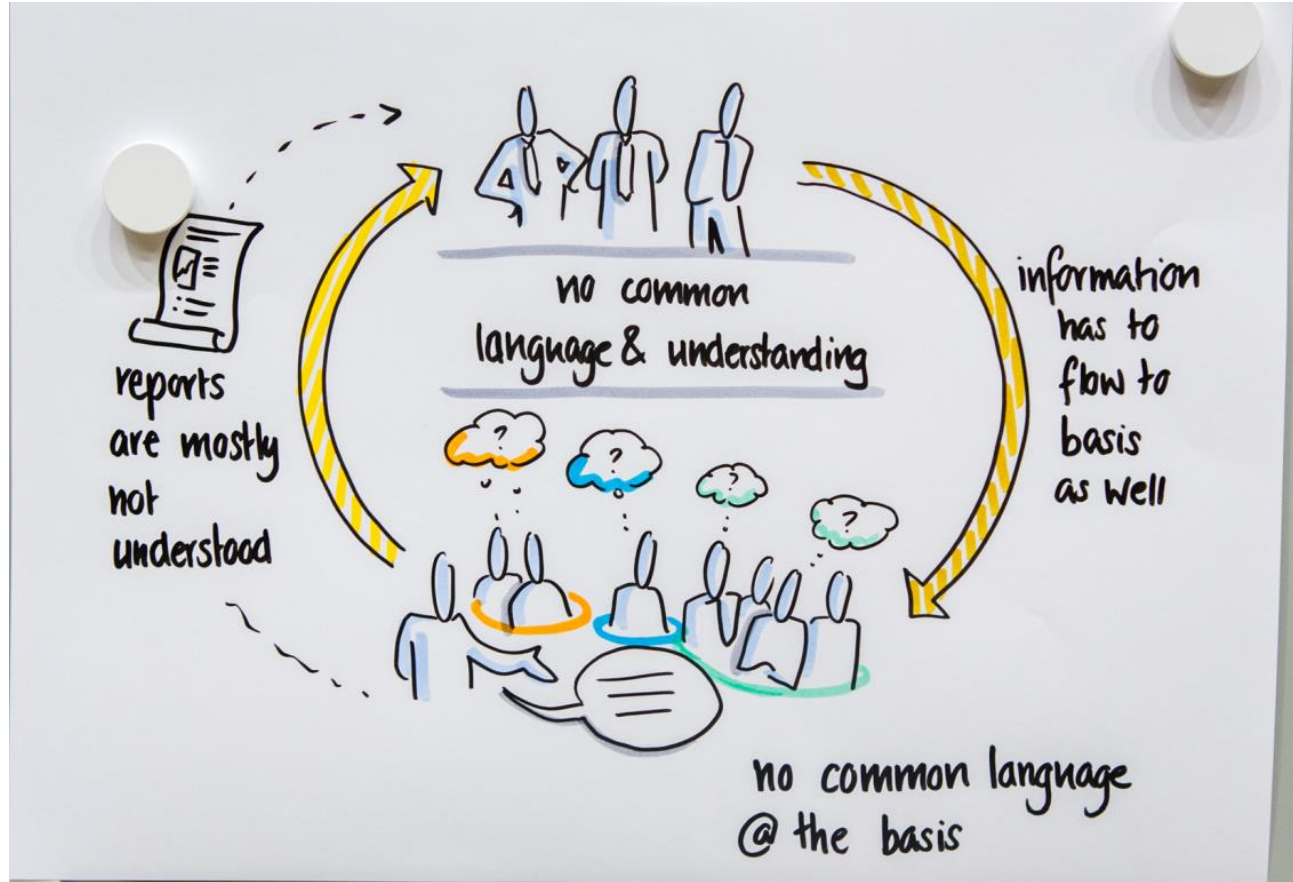 no common
language & understanding
information
has to
flow to
basis
as well
reports
are mostly
not
understood
?
?
?
?
no common language
@ the basis